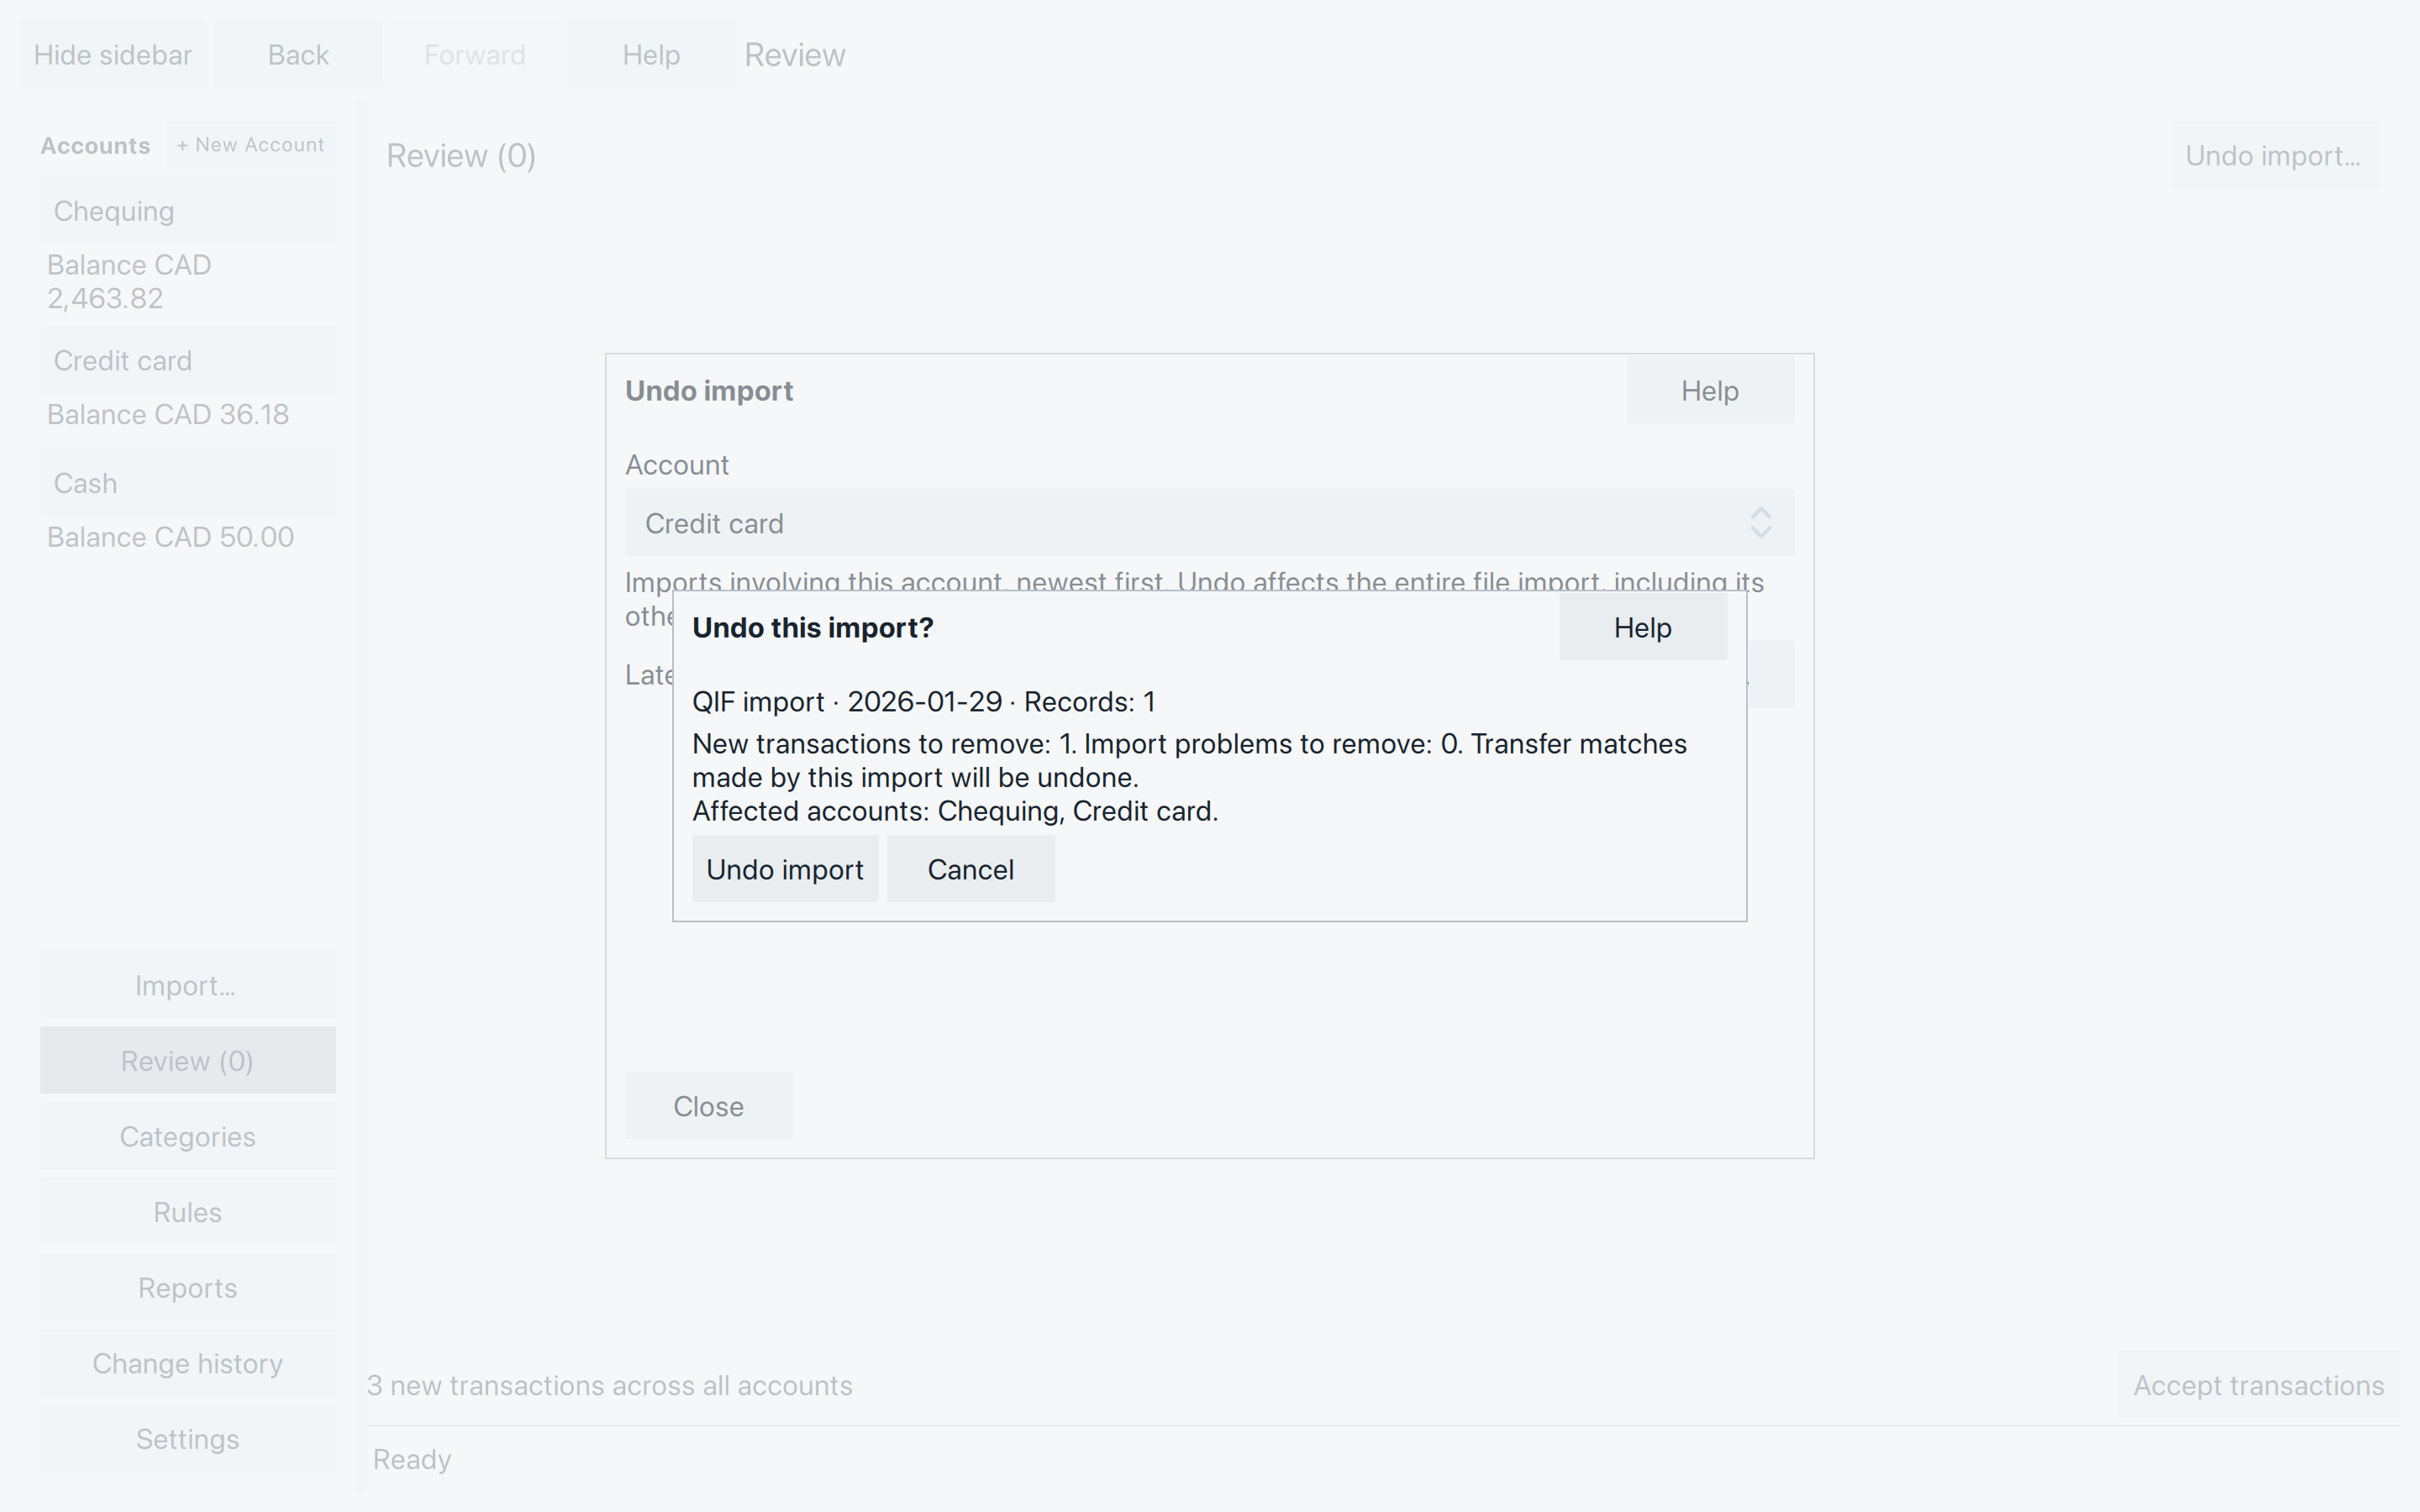 Hide sidebar
Back
Forward
Help
Review
Accounts
+ New Account
Chequing
Balance CAD
2,463.82
Credit card
Balance CAD 36.18
Cash
Balance CAD 50.00
Import...
Review (0)
Categories
Rules
Reports
Change history
Settings
Review (0)
Undo import...
Undo import
Help
Account
Credit card
Imports involving this account, newest first. Undo affects the entire file import, including its
Undo this import?
Help
QIF import · 2026-01-29 · Records: 1
New transactions to remove: 1. Import problems to remove: 0. Transfer matches
made by this import will be undone.
Affected accounts: Chequing, Credit card.
Undo import
Cancel
Close
3 new transactions across all accounts
Accept transactions
Ready